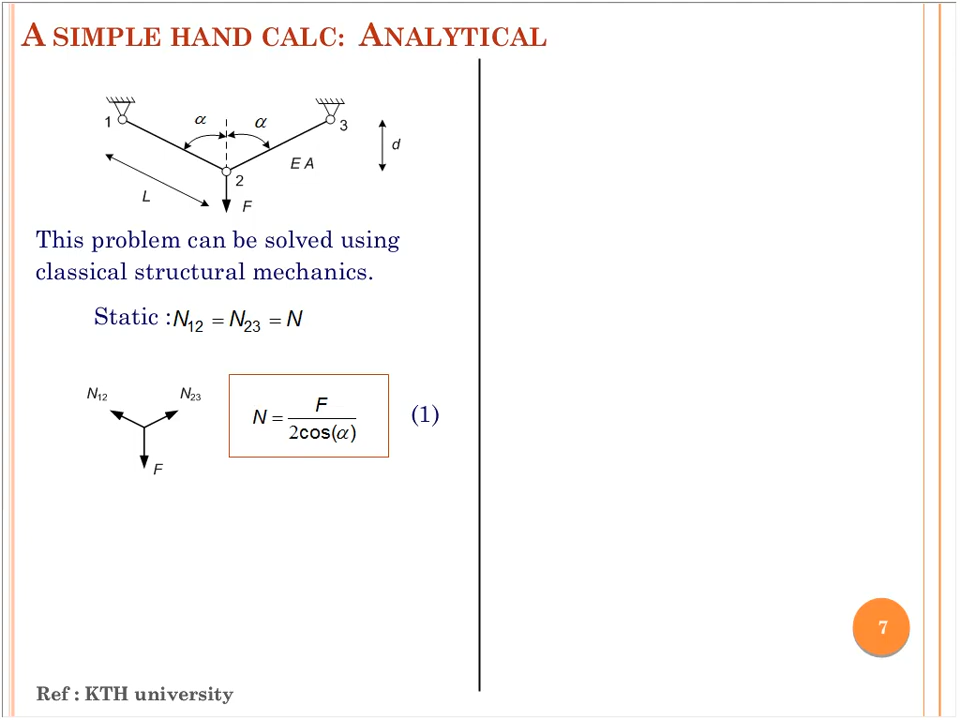 A SIMPLE HAND CALC: ANALYTICAL
1
α
α
3
d
E A
2
L
F
This problem can be solved using
classical structural mechanics.
Static : N₁₂ = N₂₃ = N
N₁₂
N₂₃
F
N = F / 2cos(α)
(1)
7
Ref : KTH university